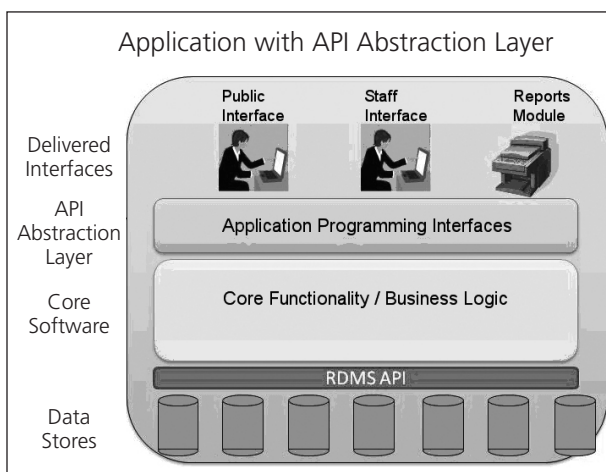 Application with API Abstraction Layer
Public
Interface
Staff
Interface
Reports
Module
Delivered
Interfaces
API
Abstraction
Layer
Application Programming Interfaces
Core
Software
Core Functionality / Business Logic
RDMS API
Data
Stores